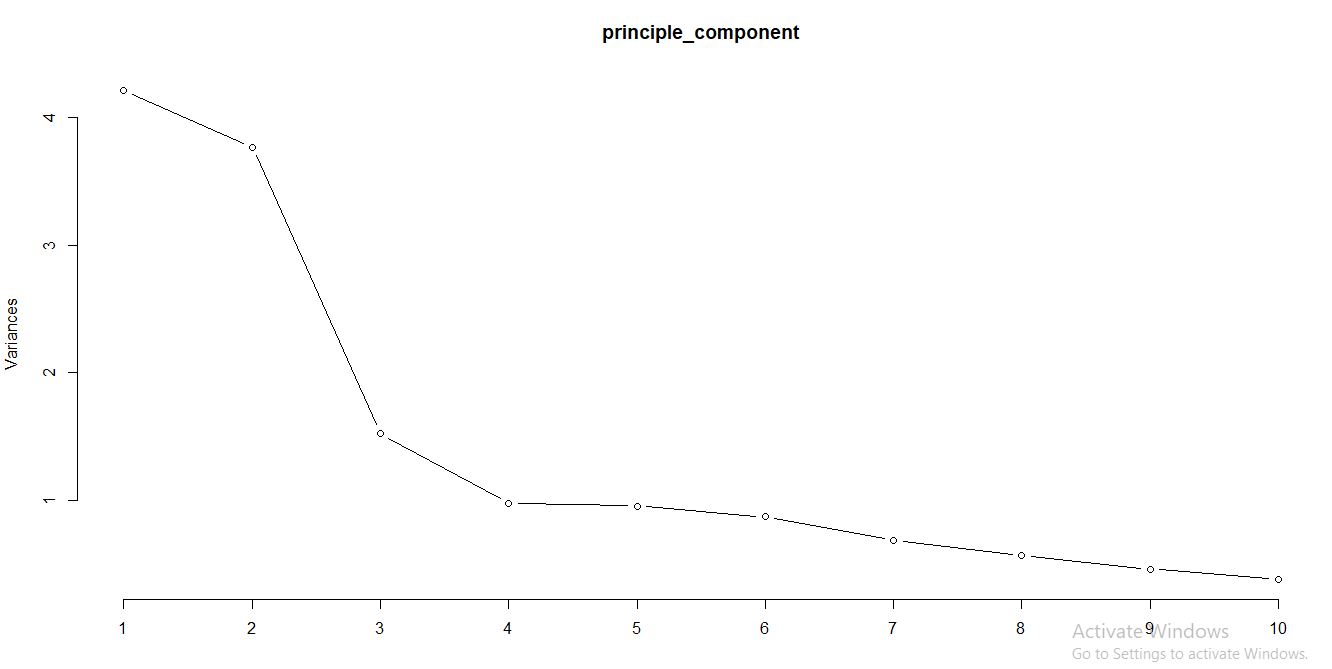 principle_component
Variances
4
3
2
1
1 2 3 4 5 6 7 8 9 10
Activate Windows
Go to Settings to activate Windows.